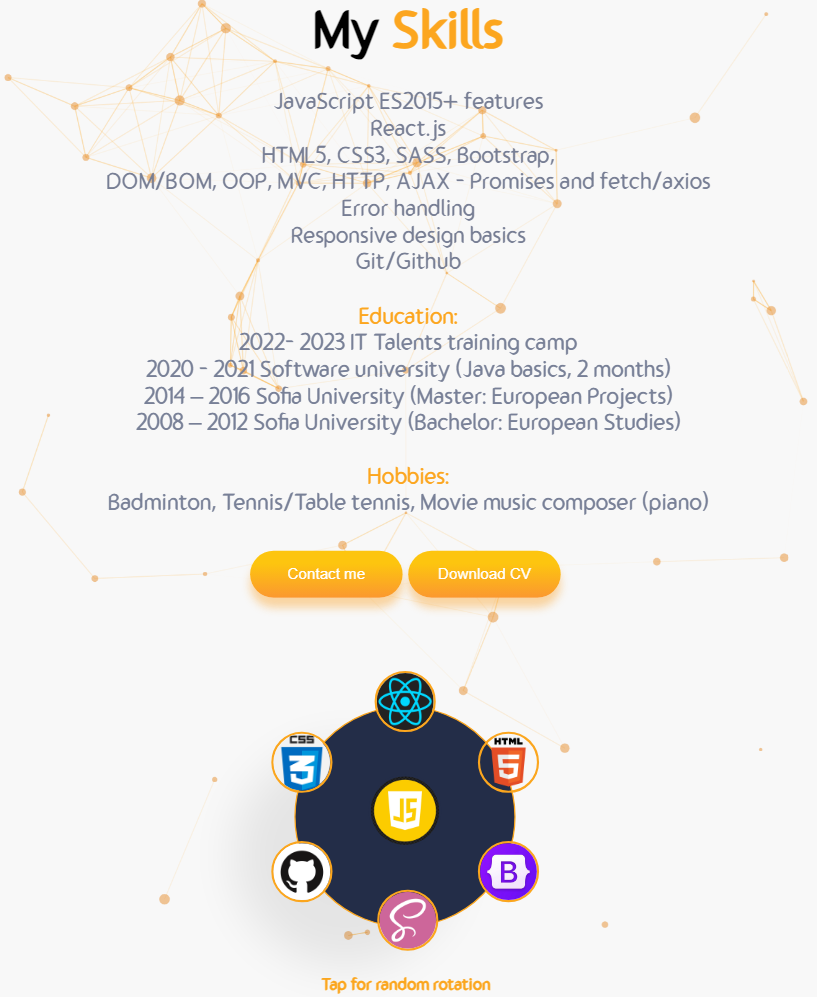 My Skills
JavaScript ES2015+ features
React.js
HTML5, CSS3, SASS, Bootstrap,
DOM/BOM, OOP, MVC, HTTP, AJAX - Promises and fetch/axios
Error handling
Responsive design basics
Git/Github
Education:
2022- 2023 IT Talents training camp
2020 - 2021 Software university (Java basics, 2 months)
2014 – 2016 Sofia University (Master: European Projects)
2008 – 2012 Sofia University (Bachelor: European Studies)
Hobbies:
Badminton, Tennis/Table tennis, Movie music composer (piano)
Contact me Download CV
CSS HTML
3 5
JS
B
S
Tap for random rotation